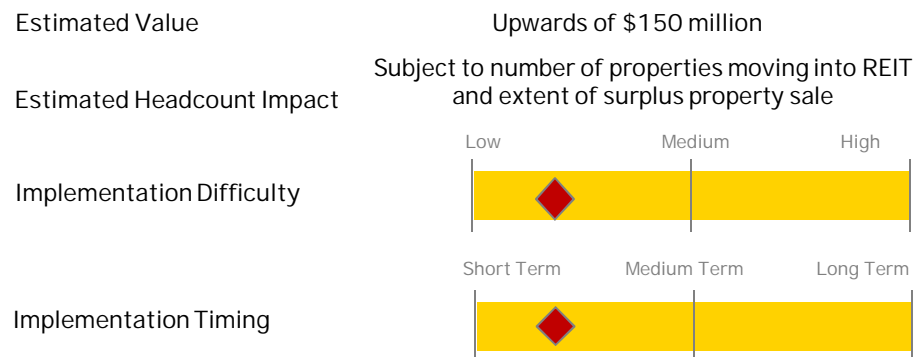 Estimated Value
Upwards of $150 million
Estimated Headcount Impact
Subject to number of properties moving into REIT
and extent of surplus property sale
Implementation Difficulty
Low Medium High
Implementation Timing
Short Term Medium Term Long Term